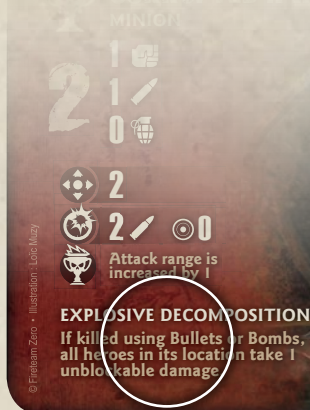 MINION
2
1
1
0
2
2 0
Attack range is
increased by 1
EXPLOSIVE DECOMPOSITION
If killed using Bullets or Bombs,
all heroes in its location take 1
unblockable damage
© Fireteam Zero • Illustration : Loïc Muzy